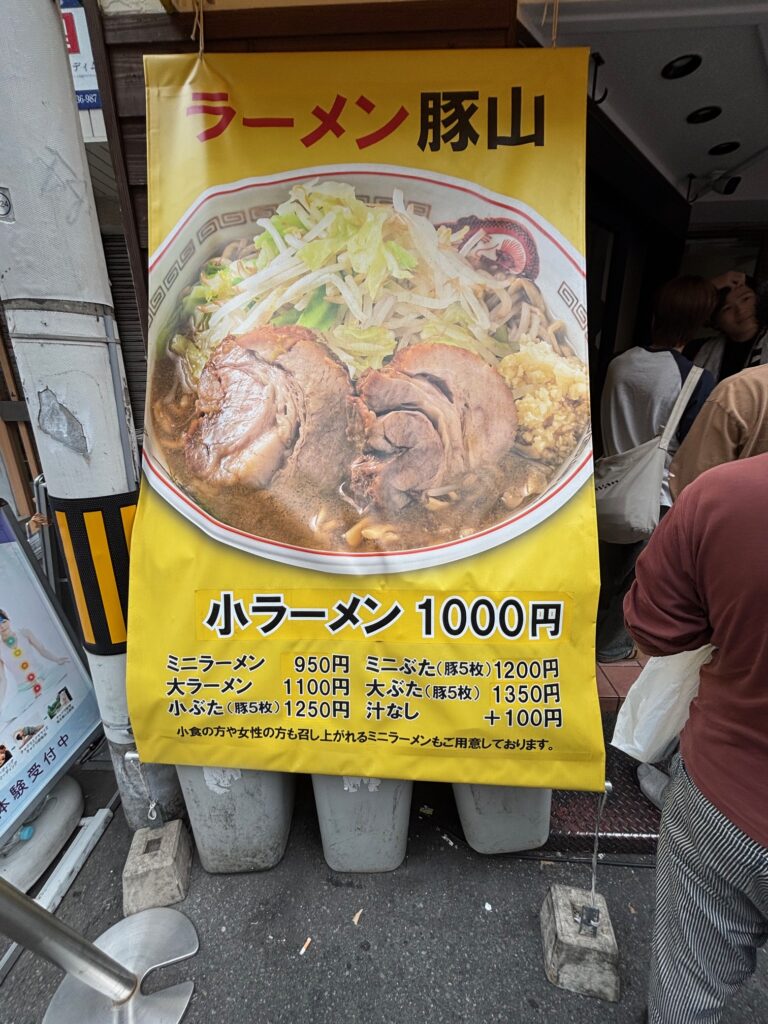 ラーメン豚山
小ラーメン 1000円
ミニラーメン 950円 ミニぶた(豚5枚) 1200円
大ラーメン 1100円 大ぶた(豚5枚) 1350円
小ぶた(豚5枚) 1250円 汁なし +100円
小食の方や女性の方も召し上がれるミニラーメンもご用意しております。
体験受付中